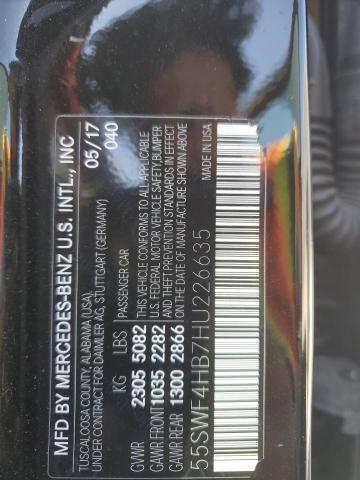 MFD BY MERCEDES-BENZ U.S. INTL., INC
TUSCALOOSA COUNTY, ALABAMA (USA) 05/17
UNDER CONTRACT FOR DAIMLER AG, STUTTGART (GERMANY) 040
KG LBS PASSENGER CAR
GVWR 2305 5082 THIS VEHICLE CONFORMS TO ALL APPLICABLE
GAWR FRONT 1035 2282 U.S. FEDERAL MOTOR VEHICLE SAFETY, BUMPER
AND THEFT PREVENTION STANDARDS IN EFFECT
GAWR REAR 1300 2866 ON THE DATE OF MANUFACTURE SHOWN ABOVE
55SWF4HB7HU226635
MADE IN USA